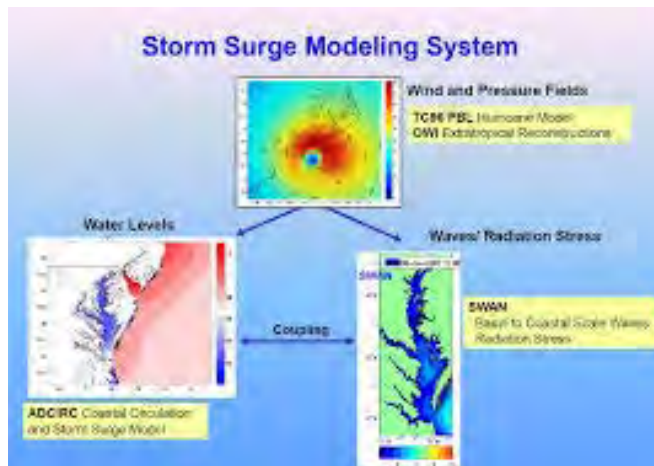 Storm Surge Modeling System
Wind and Pressure Fields
TC96 PBL Hurricane Model
OWI Extratropical Reconstructions
Water Levels
Waves/ Radiation Stress
SWAN
SWAN
Basin to Coastal Scale Waves
Radiation Stress
Coupling
ADCIRC Coastal Circulation
and Storm Surge Model